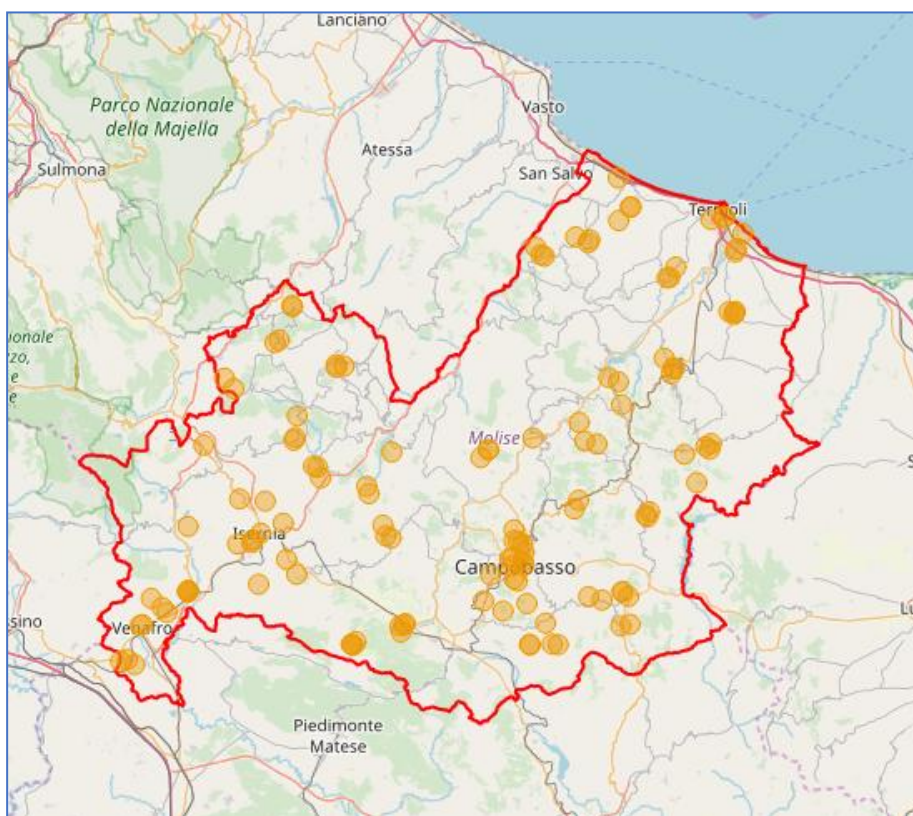 Lanciano
Parco Nazionale
della Majella
Vasto
Atessa
Sulmona
San Salvo
Termoli
Molise
Isernia
Campobasso
Venafro
Piedimonte
Matese